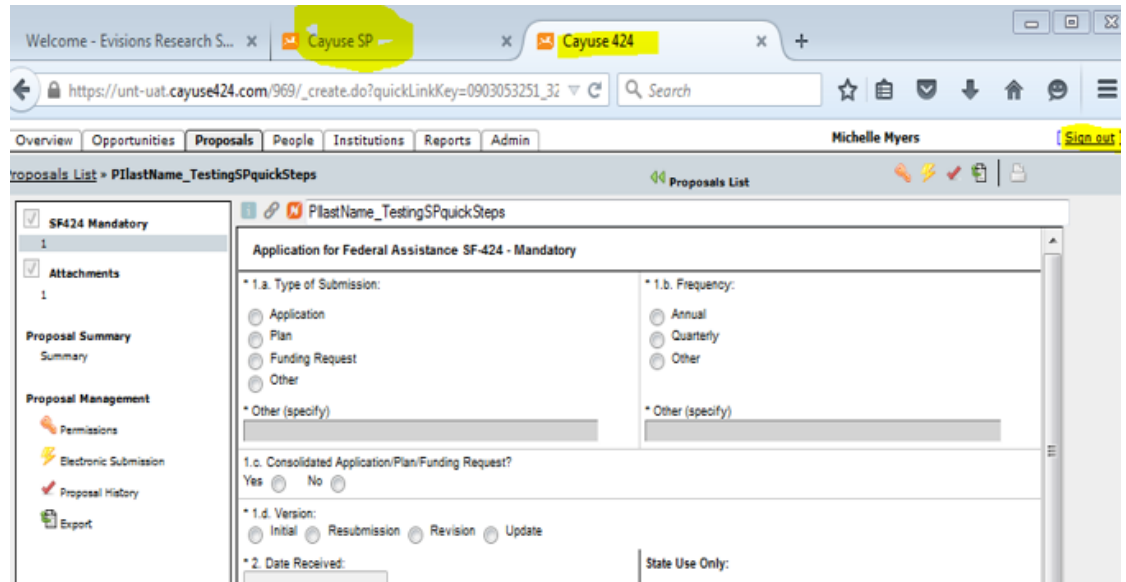 Welcome - Evisions Research S... Cayuse SP Cayuse 424
https://unt-uat.cayuse424.com/969/_create.do?quickLinkKey=0903053251_32 Search
Overview Opportunities Proposals People Institutions Reports Admin Michelle Myers [ Sign out ]
Proposals List » PIlastName_TestingSPquickSteps Proposals List
PIlastName_TestingSPquickSteps
SF424 Mandatory
1
Attachments
1
Proposal Summary
Summary
Proposal Management
Permissions
Electronic Submission
Proposal History
Export
Application for Federal Assistance SF-424 - Mandatory
* 1.a. Type of Submission: * 1.b. Frequency:
Application Annual
Plan Quarterly
Funding Request Other
Other
* Other (specify) * Other (specify)
1.c. Consolidated Application/Plan/Funding Request?
Yes No
* 1.d. Version:
Initial Resubmission Revision Update
* 2. Date Received: State Use Only: